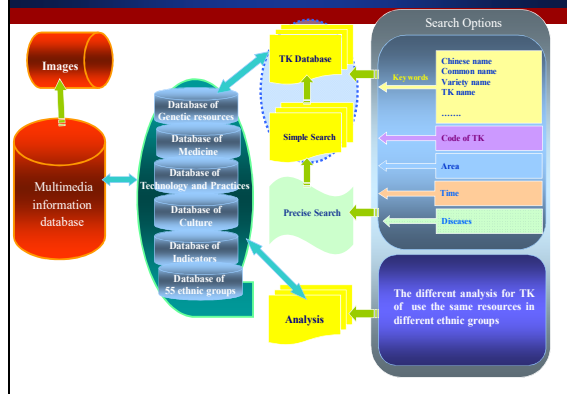 Search Options
Images
TK Database
Keywords
Chinese name
Common name
Variety name
TK name
.......
Database of
Genetic resources
Database of
Medicine
Database of
Technology and Practices
Database of
Culture
Database of
Indicators
Database of
55 ethnic groups
Simple Search
Code of TK
Area
Multimedia
information
database
Precise Search
Time
Diseases
Analysis
The different analysis for TK
of use the same resources in
different ethnic groups